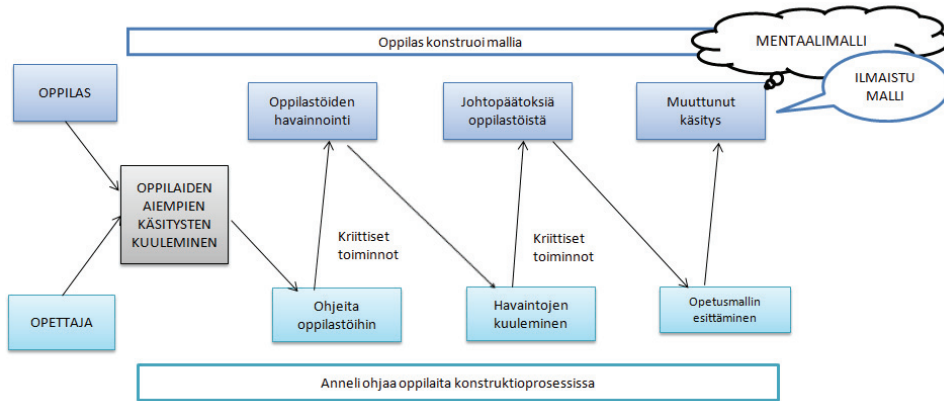 Oppilas konstruoi mallia
MENTAALIMALLI
ILMAISTU
MALLI
OPPILAS
Oppilastöiden
havainnointi
Johtopäätoksiä
oppilastöistä
Muuttunut
käsitys
OPPILAIDEN
AIEMPIEN
KÄSITYSTEN
KUULEMINEN
Kriittiset
toiminnot
Kriittiset
toiminnot
OPETTAJA
Ohjeita
oppilastöihin
Havaintojen
kuuleminen
Opetusmallin
esittäminen
Anneli ohjaa oppilaita konstruktioprosessissa